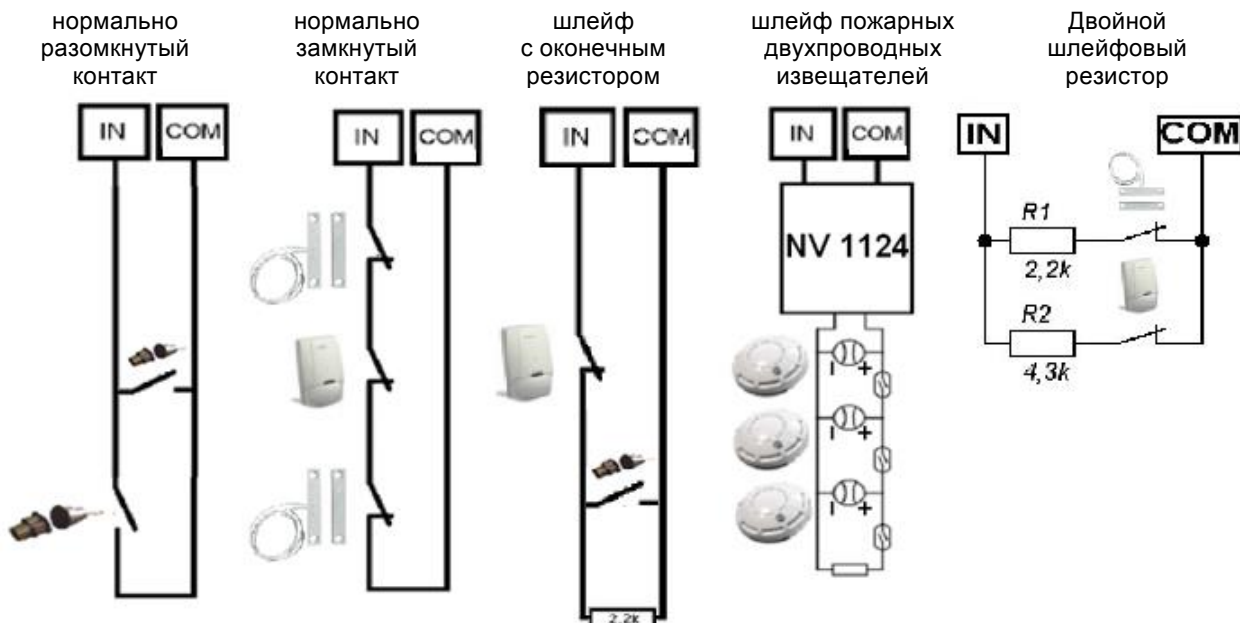 нормально
разомкнутый
контакт
нормально
замкнутый
контакт
шлейф
с оконечным
резистором
шлейф пожарных
двухпроводных
извещателей
Двойной
шлейфовый
резистор
IN COM
IN COM
IN COM
IN COM
IN COM
NV 1124
R1
2,2k
R2
4,3k
- +
- +
- +
2.2k